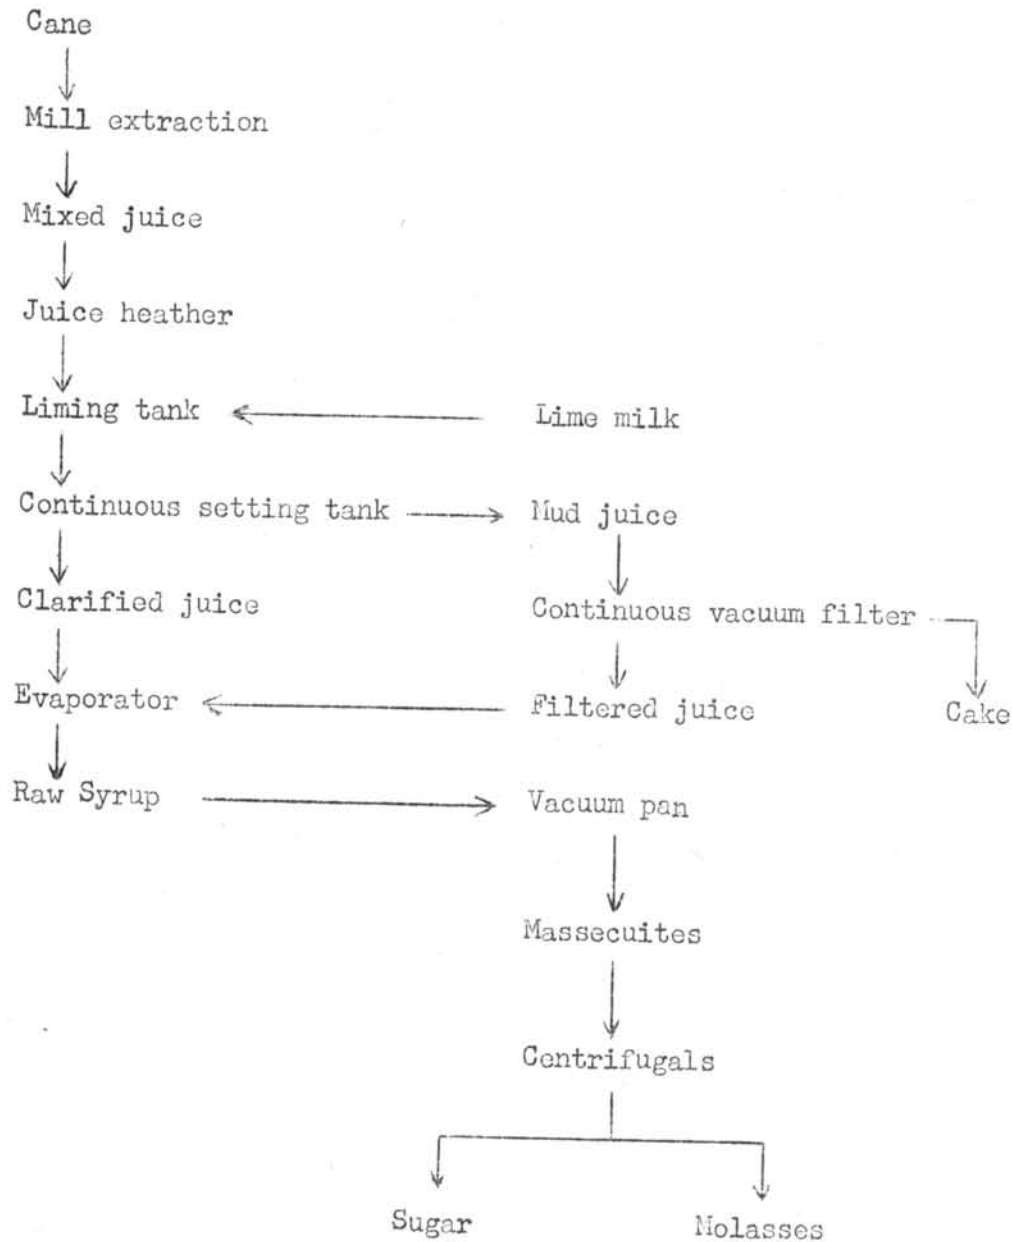 Cane
Mill extraction
Mixed juice
Juice heather
Liming tank
Lime milk
Continuous setting tank
Mud juice
Clarified juice
Continuous vacuum filter
Evaporator
Filtered juice
Cake
Raw Syrup
Vacuum pan
Massecuites
Centrifugals
Sugar
Molasses